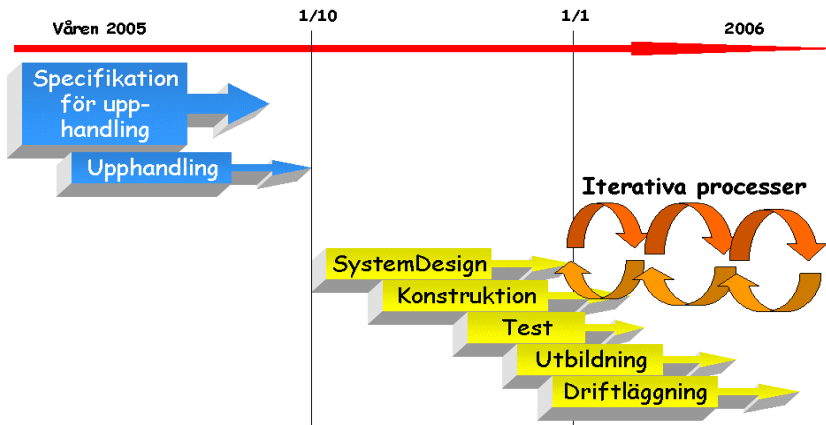 Våren 2005
1/10
1/1
2006
Specifikation
för upp-
handling
Upphandling
Iterativa processer
SystemDesign
Konstruktion
Test
Utbildning
Driftläggning